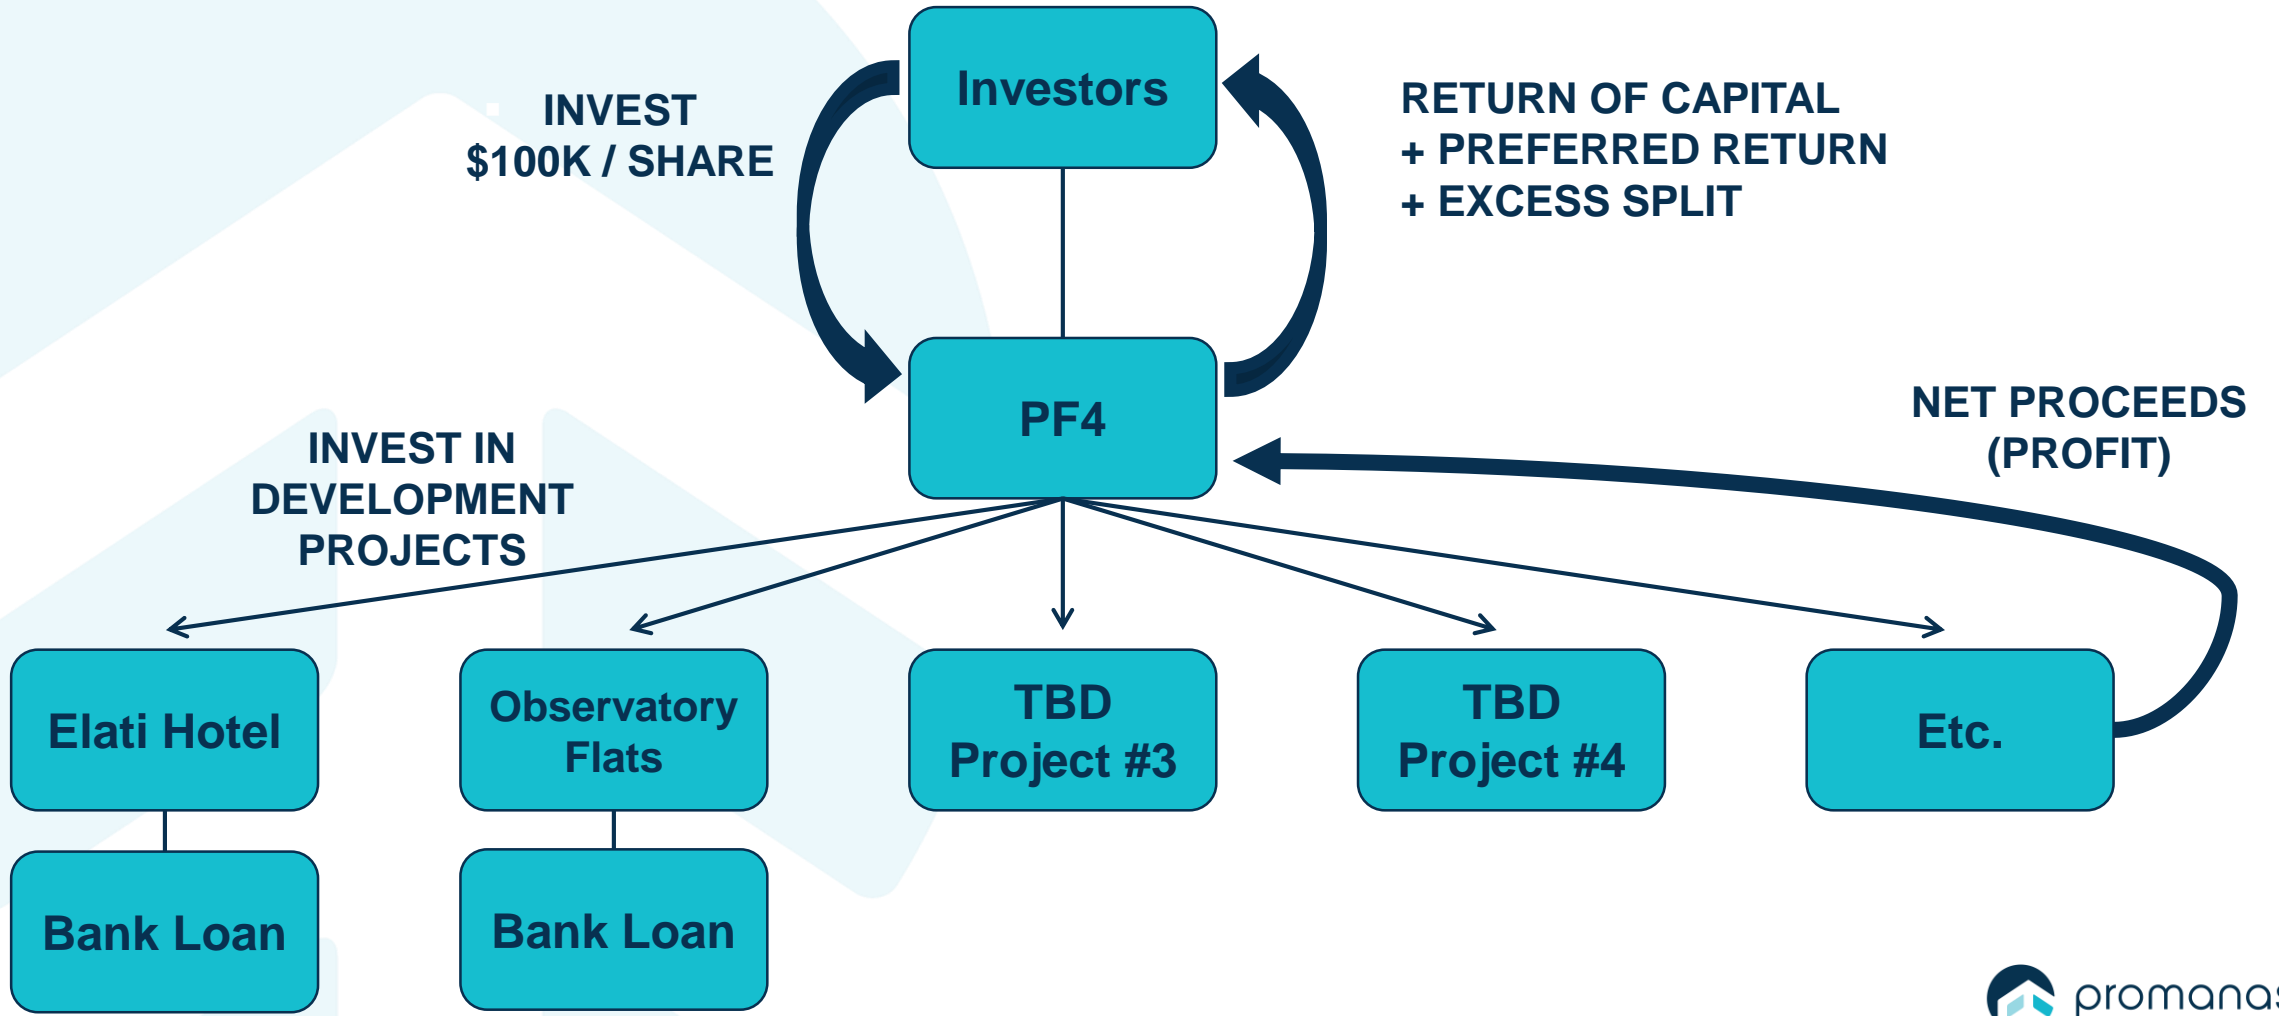 Investors
INVEST
$100K / SHARE
RETURN OF CAPITAL
+ PREFERRED RETURN
+ EXCESS SPLIT
PF4
NET PROCEEDS
(PROFIT)
INVEST IN
DEVELOPMENT
PROJECTS
Elati Hotel
Observatory
Flats
TBD
Project #3
TBD
Project #4
Etc.
Bank Loan
Bank Loan
promanas